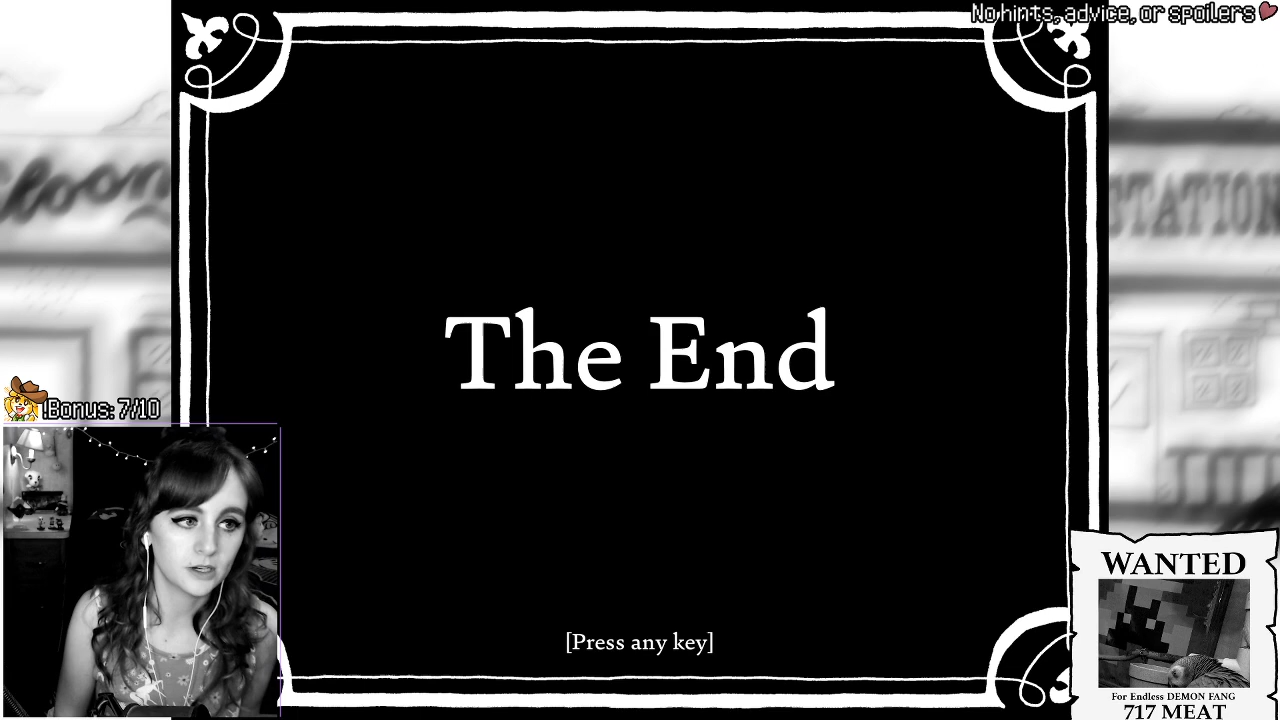 No hints, advice, or spoilers
STATION
The End
!Bonus: 7/10
[Press any key]
WANTED
For Endless DEMON FANG
717 MEAT